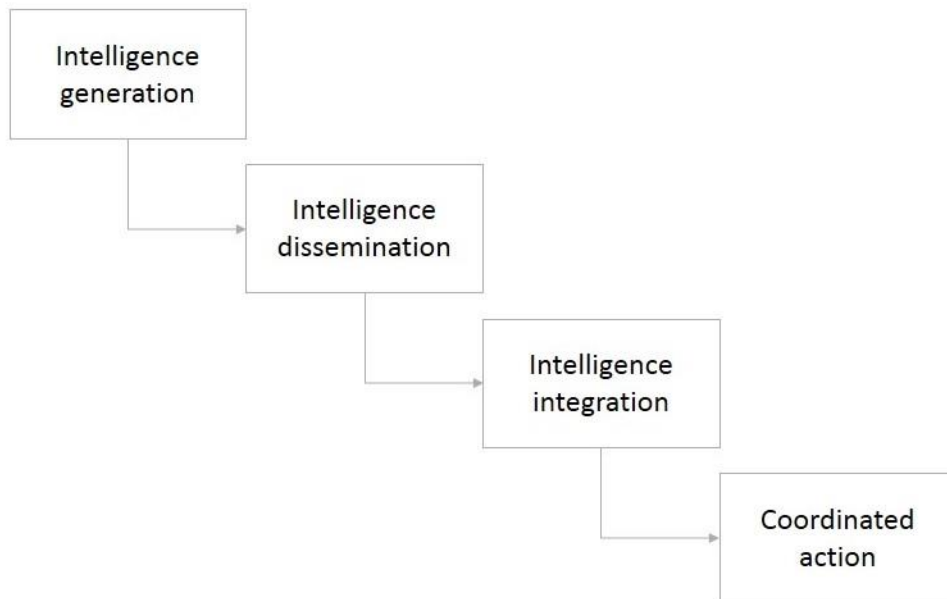 Intelligence
generation
Intelligence
dissemination
Intelligence
integration
Coordinated
action